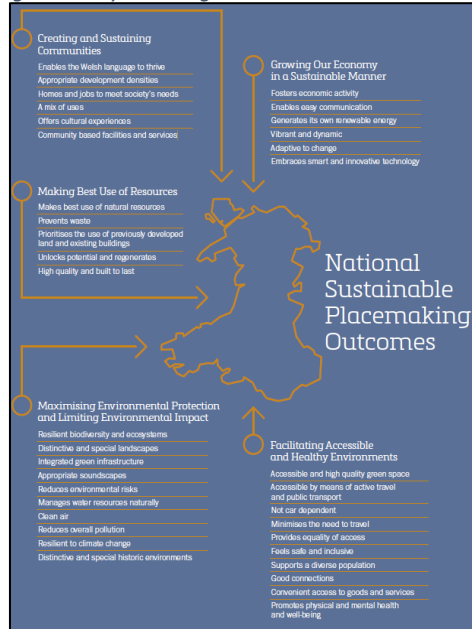 Creating and Sustaining
Communities
Enables the Welsh language to thrive
Appropriate development densities
Homes and jobs to meet society's needs
A mix of uses
Offers cultural experiences
Community based facilities and services
Growing Our Economy
in a Sustainable Manner
Fosters economic activity
Enables easy communication
Generates its own renewable energy
Vibrant and dynamic
Adaptive to change
Embraces smart and innovative technology
Making Best Use of Resources
Makes best use of natural resources
Prevents waste
Prioritises the use of previously developed
land and existing buildings
Unlocks potential and regenerates
High quality and built to last
National
Sustainable
Placemaking
Outcomes
Maximising Environmental Protection
and Limiting Environmental Impact
Resilient biodiversity and ecosystems
Distinctive and special landscapes
Integrated green infrastructure
Appropriate soundscapes
Reduces environmental risks
Manages water resources naturally
Clean air
Reduces overall pollution
Resilient to climate change
Distinctive and special historic environments
Facilitating Accessible
and Healthy Environments
Accessible and high quality green space
Accessible by means of active travel
and public transport
Not car dependent
Minimises the need to travel
Provides equality of access
Feels safe and inclusive
Supports a diverse population
Good connections
Convenient access to goods and services
Promotes physical and mental health
and well-being